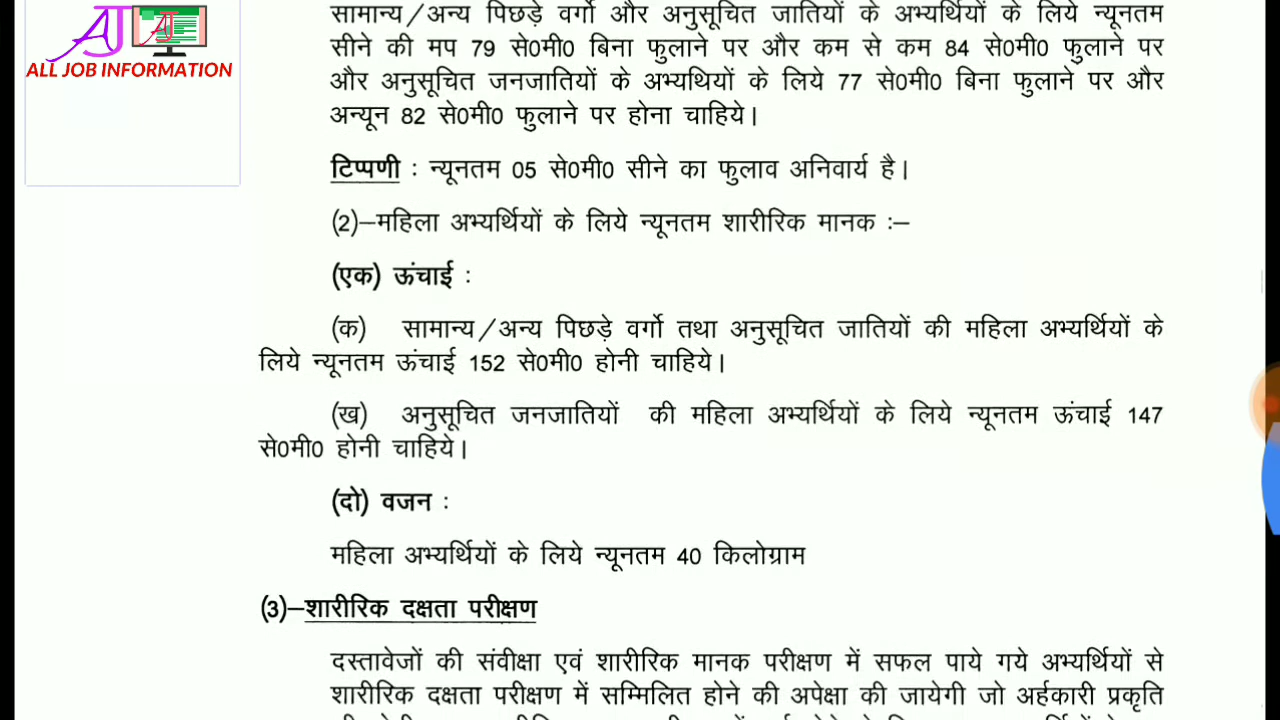 AJ
ALL JOB INFORMATION
सामान्य/अन्य पिछड़े वर्गो और अनुसूचित जातियों के अभ्यर्थियों के लिये न्यूनतम
सीने की मप 79 से0मी0 बिना फुलाने पर और कम से कम 84 से0मी0 फुलाने पर
और अनुसूचित जनजातियों के अभ्यथियों के लिये 77 से0मी0 बिना फुलाने पर और
अन्यून 82 से0मी0 फुलाने पर होना चाहिये।
टिप्पणी : न्यूनतम 05 से0मी0 सीने का फुलाव अनिवार्य है।
(2)–महिला अभ्यर्थियों के लिये न्यूनतम शारीरिक मानक :–
(एक) ऊंचाई :
(क) सामान्य/अन्य पिछड़े वर्गो तथा अनुसूचित जातियों की महिला अभ्यर्थियों के
लिये न्यूनतम ऊंचाई 152 से0मी0 होनी चाहिये।
(ख) अनुसूचित जनजातियों की महिला अभ्यर्थियों के लिये न्यूनतम ऊंचाई 147
से0मी0 होनी चाहिये।
(दो) वजन :
महिला अभ्यर्थियों के लिये न्यूनतम 40 किलोग्राम
(3)–शारीरिक दक्षता परीक्षण
दस्तावेजों की संवीक्षा एवं शारीरिक मानक परीक्षण में सफल पाये गये अभ्यर्थियों से
शारीरिक दक्षता परीक्षण में सम्मिलित होने की अपेक्षा की जायेगी जो अर्हकारी प्रकृति